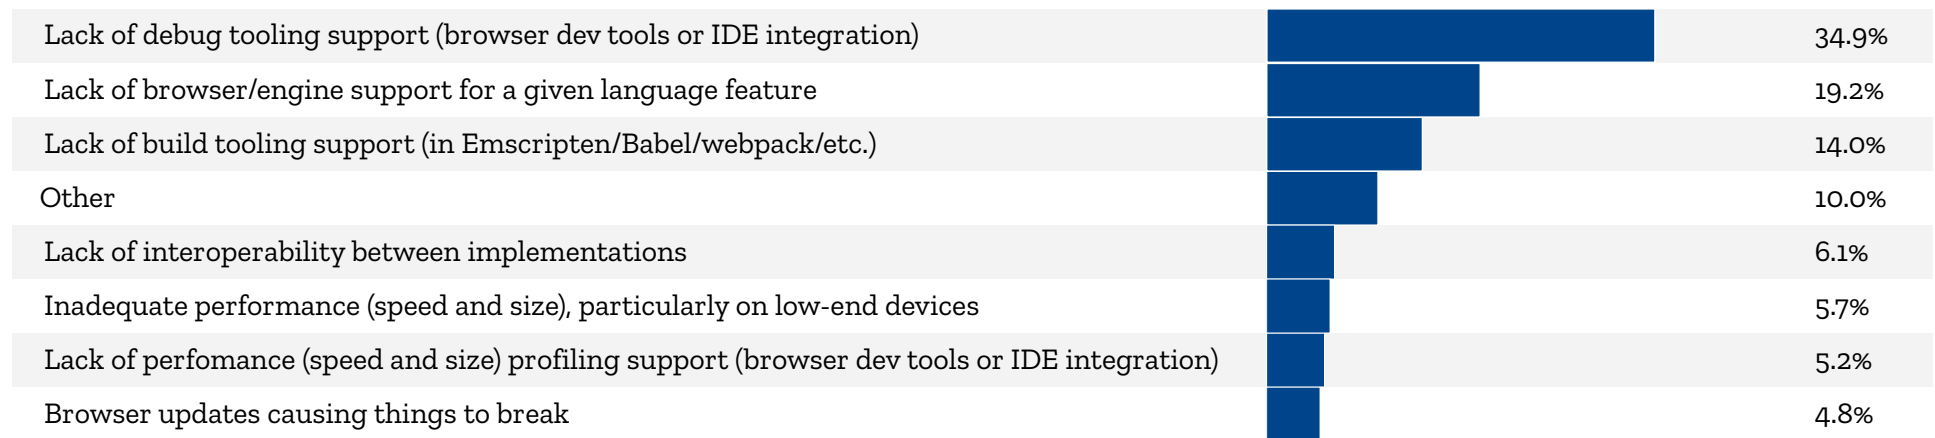 Lack of debug tooling support (browser dev tools or IDE integration) 34.9%
Lack of browser/engine support for a given language feature 19.2%
Lack of build tooling support (in Emscripten/Babel/webpack/etc.) 14.0%
Other 10.0%
Lack of interoperability between implementations 6.1%
Inadequate performance (speed and size), particularly on low-end devices 5.7%
Lack of perfomance (speed and size) profiling support (browser dev tools or IDE integration) 5.2%
Browser updates causing things to break 4.8%